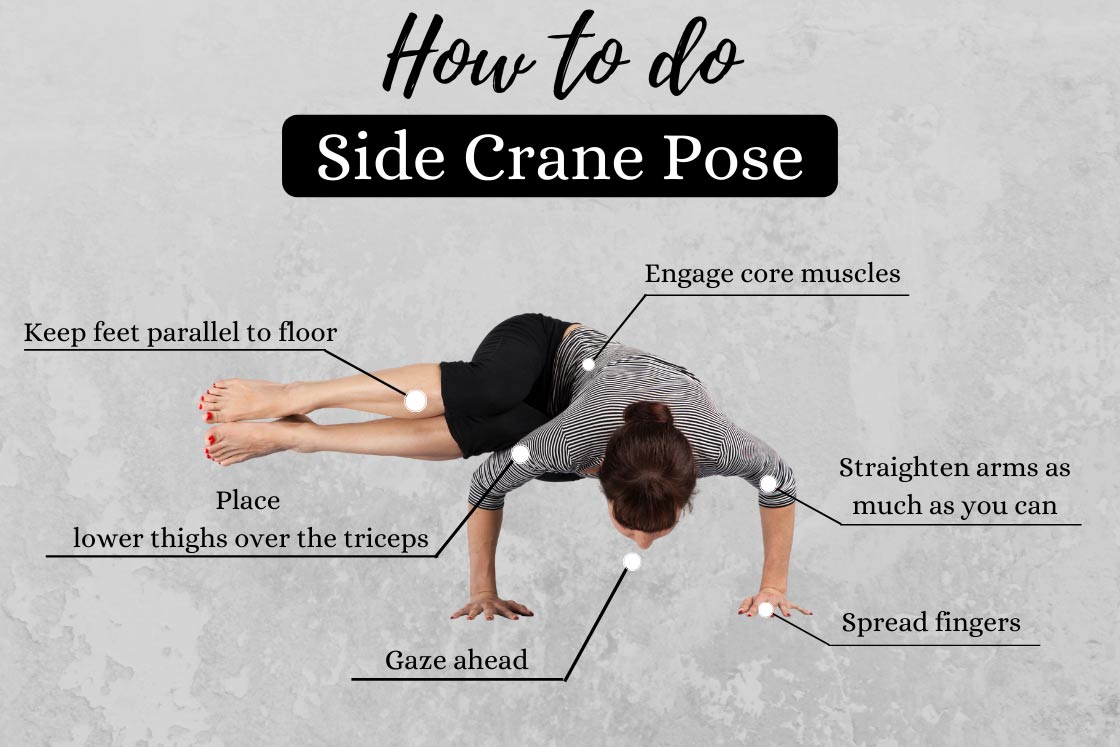 How to do
Side Crane Pose
Engage core muscles
Keep feet parallel to floor
Straighten arms as
much as you can
Place
lower thighs over the triceps
Spread fingers
Gaze ahead